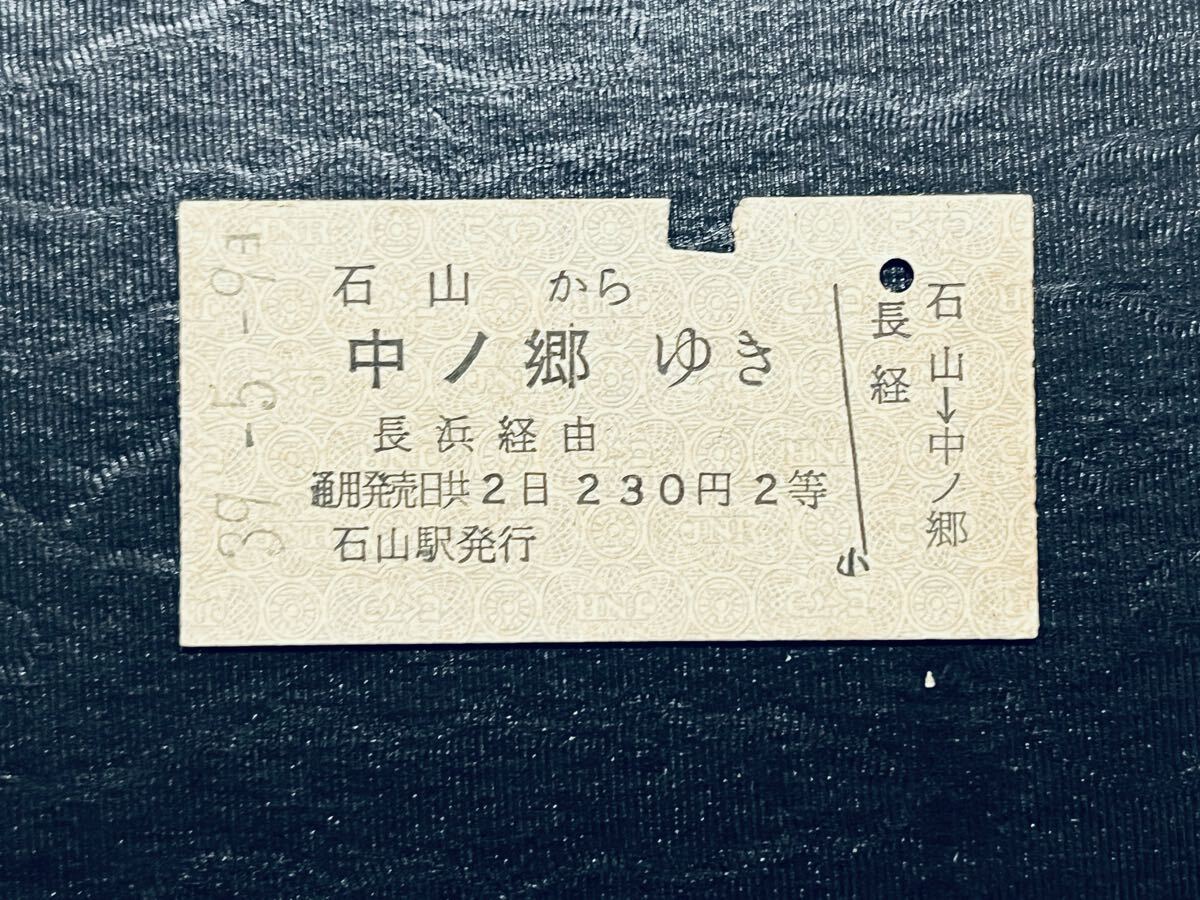 39.-5.-9
石山 から
中ノ郷 ゆき
長浜経由
通用発売日共2日 230円 2等
石山駅発行
石山→中ノ郷
長経
小